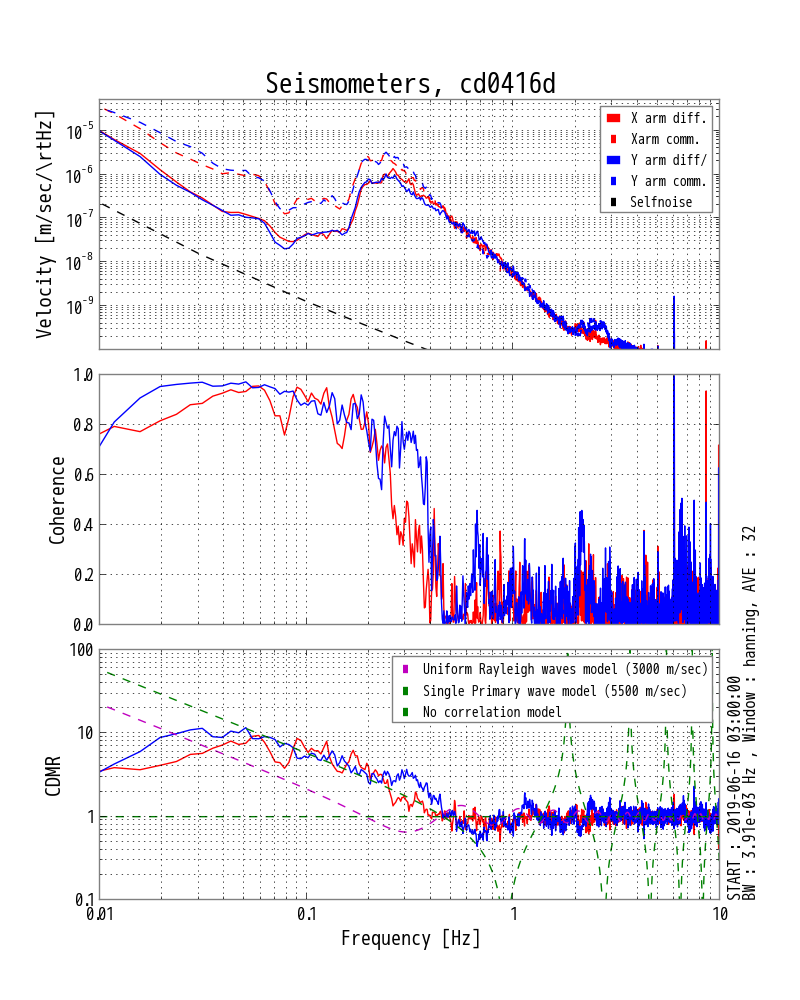 Seismometers, cd0416d
Velocity [m/sec/\rtHz]
10^-5
10^-6
10^-7
10^-8
10^-9
X arm diff.
Xarm comm.
Y arm diff/
Y arm comm.
Selfnoise
Coherence
1.0
0.8
0.6
0.4
0.2
0.0
CDMR
100
10
1
0.1
Uniform Rayleigh waves model (3000 m/sec)
Single Primary wave model (5500 m/sec)
No correlation model
0.01
0.1
1
10
Frequency [Hz]
START : 2019-06-16 03:00:00
BW : 3.91e-03 Hz , Window : hanning, AVE : 32